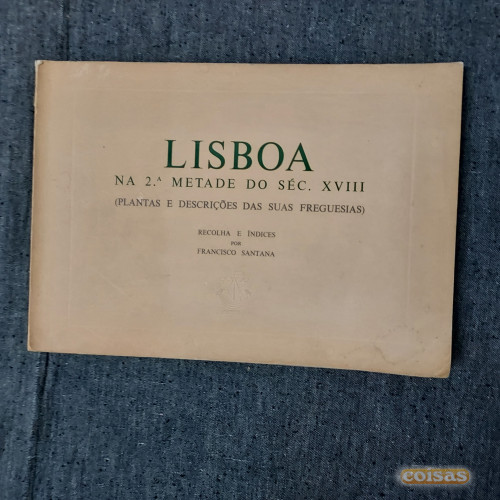 LISBOA
NA 2.ª METADE DO SÉC. XVIII
(PLANTAS E DESCRIÇÕES DAS SUAS FREGUESIAS)
RECOLHA E ÍNDICES
POR
FRANCISCO SANTANA
coisas